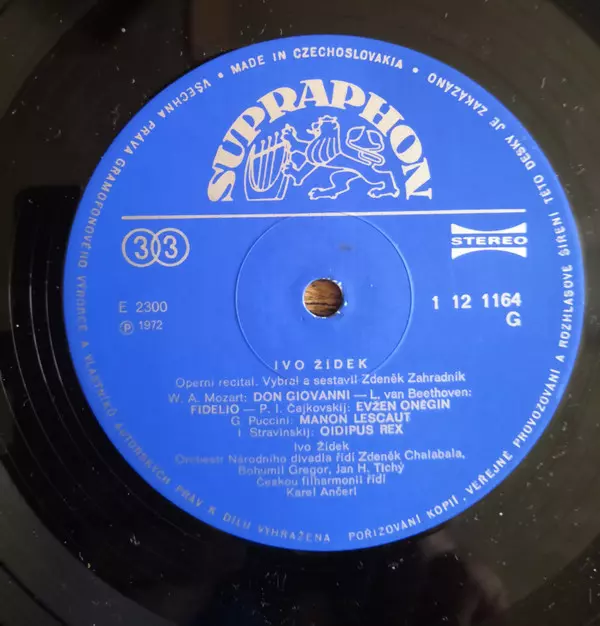 VŠECHNA PRÁVA GRAMOFONOVÉHO VÝROBCE A VLASTNÍKŮ AUTORSKÝCH PRÁV K DÍLU VYHRAŽENA
• MADE IN CZECHOSLOVAKIA •
POŘIZOVÁNÍ KOPIÍ, VEŘEJNÉ PROVOZOVÁNÍ A ROZHLASOVÉ ŠÍŘENÍ TÉTO DESKY JE ZAKÁZÁNO
SUPRAPHON
33
STEREO
E 2300
℗ 1972
1 12 1164
G
IVO ŽÍDEK
Operní recitál. Vybral a sestavil Zdeněk Zahradník
W. A. Mozart: DON GIOVANNI — L. van Beethoven:
FIDELIO — P. I. Čajkovskij: EVŽEN ONĚGIN
G. Puccini: MANON LESCAUT
I. Stravinskij: OIDIPUS REX
Ivo Žídek
Orchestr Národního divadla řídí Zdeněk Chalabala,
Bohumil Gregor, Jan H. Tichý
Českou filharmonii řídí
Karel Ančerl